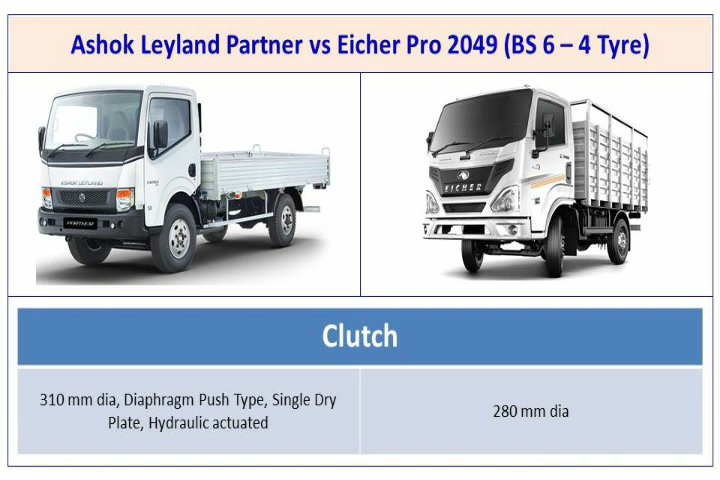 Ashok Leyland Partner vs Eicher Pro 2049 (BS 6 – 4 Tyre)
ASHOK LEYLAND
PARTNER
EICHER
Clutch
310 mm dia, Diaphragm Push Type, Single Dry
Plate, Hydraulic actuated
280 mm dia